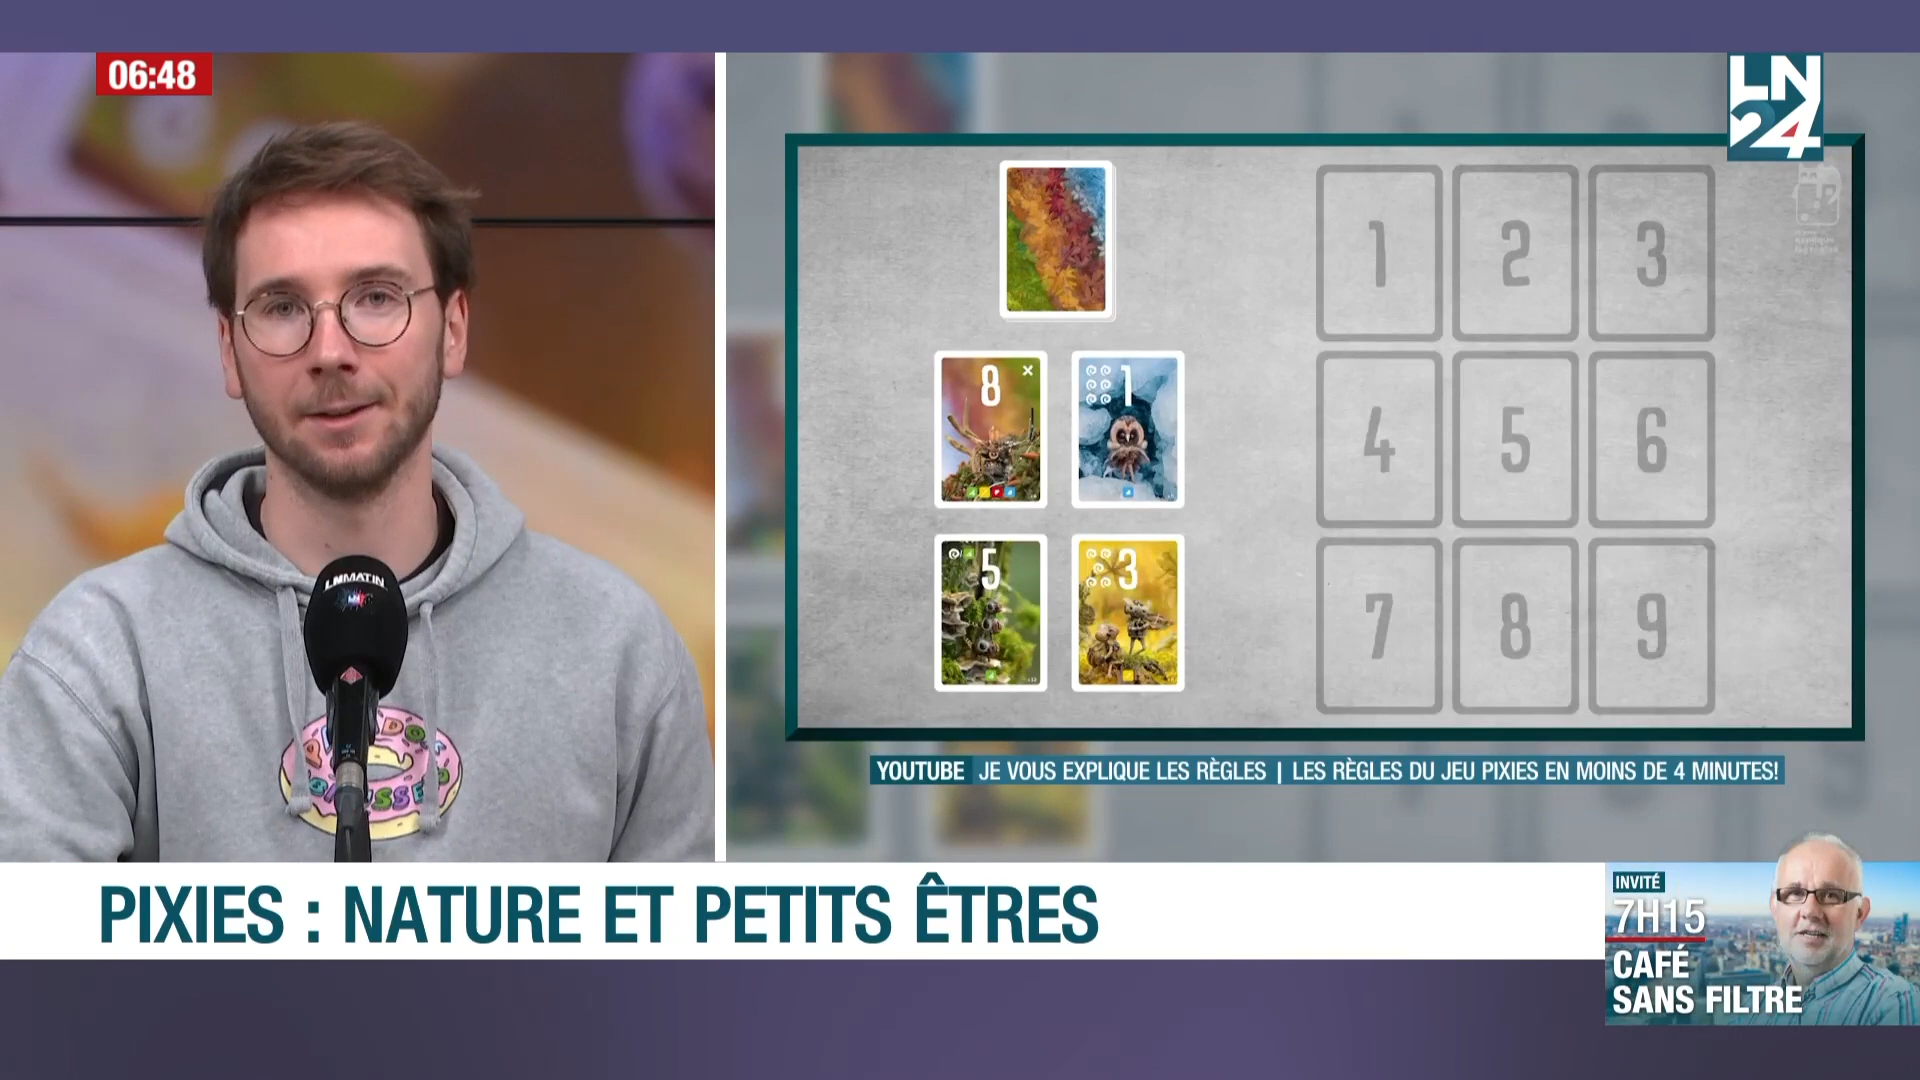 06:48
LN
24
1 2 3
8 1
4 5 6
5 3
7 8 9
LNMATIN
YOUTUBE JE VOUS EXPLIQUE LES RÈGLES | LES RÈGLES DU JEU PIXIES EN MOINS DE 4 MINUTES!
PIXIES : NATURE ET PETITS ÊTRES
INVITÉ
7H15
CAFÉ
SANS FILTRE